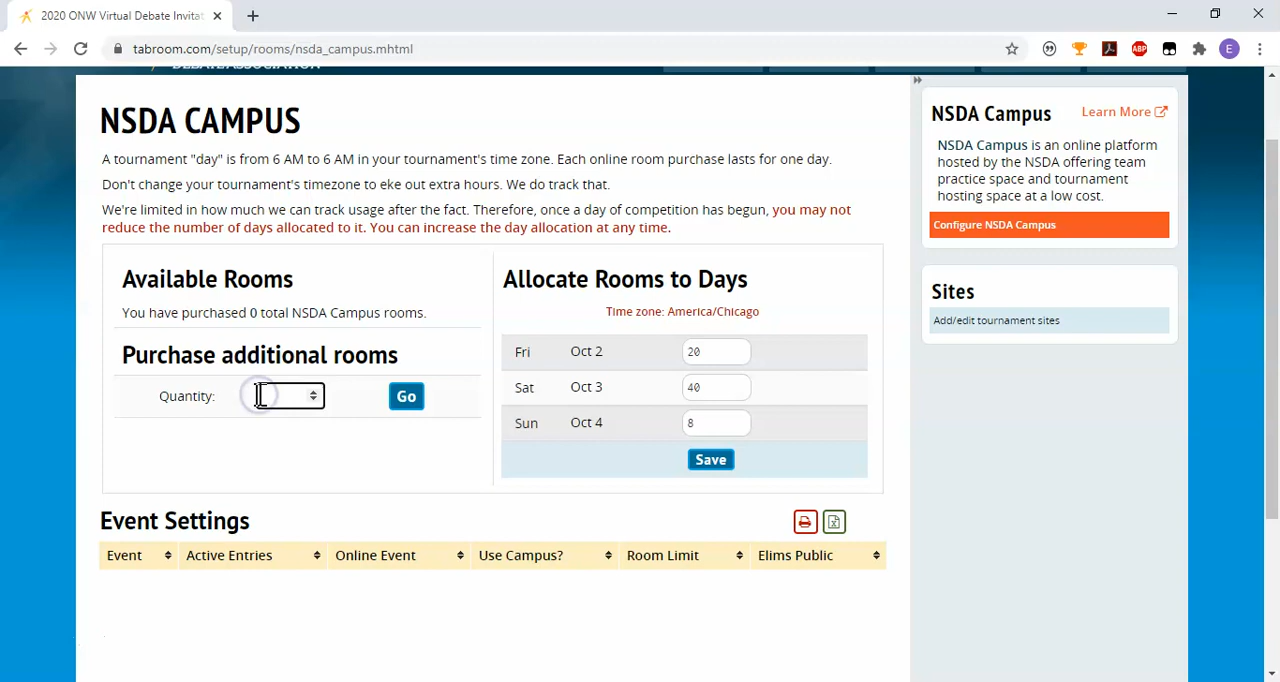 2020 ONW Virtual Debate Invitat
tabroom.com/setup/rooms/nsda_campus.mhtml
ABP
E
DEBATE ASSOCIATION
NSDA CAMPUS
A tournament "day" is from 6 AM to 6 AM in your tournament's time zone. Each online room purchase lasts for one day.
Don't change your tournament's timezone to eke out extra hours. We do track that.
We're limited in how much we can track usage after the fact. Therefore, once a day of competition has begun, you may not
reduce the number of days allocated to it. You can increase the day allocation at any time.
Available Rooms
You have purchased 0 total NSDA Campus rooms.
Purchase additional rooms
Quantity:
Go
Allocate Rooms to Days
Time zone: America/Chicago
Fri Oct 2 20
Sat Oct 3 40
Sun Oct 4 8
Save
Event Settings
Event Active Entries Online Event Use Campus? Room Limit Elims Public
NSDA Campus Learn More
NSDA Campus is an online platform
hosted by the NSDA offering team
practice space and tournament
hosting space at a low cost.
Configure NSDA Campus
Sites
Add/edit tournament sites